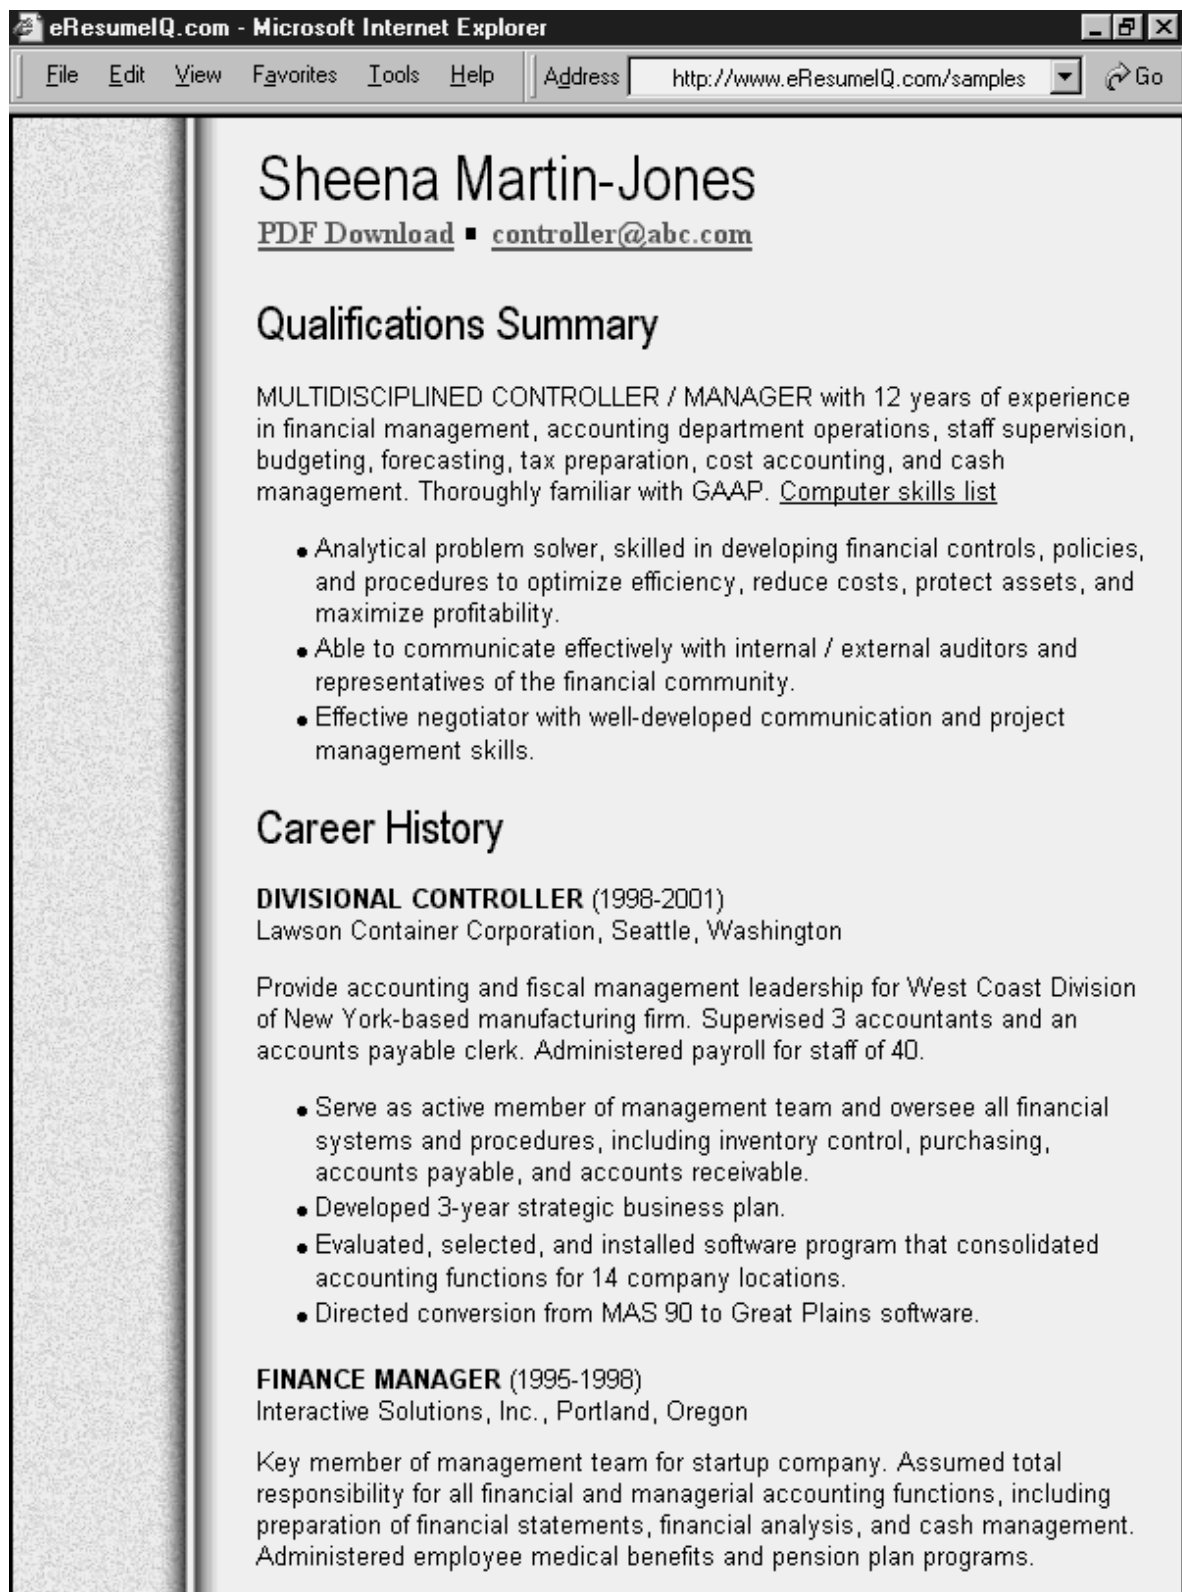 eResumeIQ.com - Microsoft Internet Explorer
File Edit View Favorites Tools Help Address http://www.eResumeIQ.com/samples Go
Sheena Martin-Jones
PDF Download ▪ controller@abc.com
Qualifications Summary
MULTIDISCIPLINED CONTROLLER / MANAGER with 12 years of experience
in financial management, accounting department operations, staff supervision,
budgeting, forecasting, tax preparation, cost accounting, and cash
management. Thoroughly familiar with GAAP. Computer skills list
• Analytical problem solver, skilled in developing financial controls, policies,
and procedures to optimize efficiency, reduce costs, protect assets, and
maximize profitability.
• Able to communicate effectively with internal / external auditors and
representatives of the financial community.
• Effective negotiator with well-developed communication and project
management skills.
Career History
DIVISIONAL CONTROLLER (1998-2001)
Lawson Container Corporation, Seattle, Washington
Provide accounting and fiscal management leadership for West Coast Division
of New York-based manufacturing firm. Supervised 3 accountants and an
accounts payable clerk. Administered payroll for staff of 40.
• Serve as active member of management team and oversee all financial
systems and procedures, including inventory control, purchasing,
accounts payable, and accounts receivable.
• Developed 3-year strategic business plan.
• Evaluated, selected, and installed software program that consolidated
accounting functions for 14 company locations.
• Directed conversion from MAS 90 to Great Plains software.
FINANCE MANAGER (1995-1998)
Interactive Solutions, Inc., Portland, Oregon
Key member of management team for startup company. Assumed total
responsibility for all financial and managerial accounting functions, including
preparation of financial statements, financial analysis, and cash management.
Administered employee medical benefits and pension plan programs.